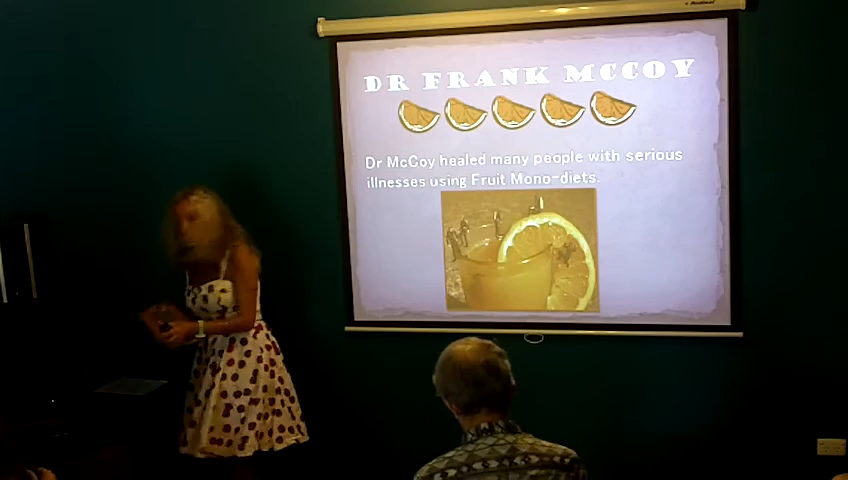 DR FRANK MCCOY
Dr McCoy healed many people with serious
illnesses using Fruit Mono-diets.